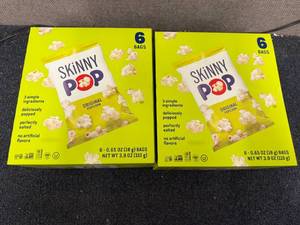 6
BAGS
SKiNNY
POP
ORIGINAL
POPCORN
3 simple
ingredients
deliciously
popped
perfectly
salted
no artificial
flavors
6 - 0.65 OZ (18 g) BAGS
NET WT 3.9 OZ (110 g)
6
BAGS
SKiNNY
POP
ORIGINAL
POPCORN
3 simple
ingredients
deliciously
popped
perfectly
salted
no artificial
flavors
6 - 0.65 OZ (18 g) BAGS
NET WT 3.9 OZ (110 g)